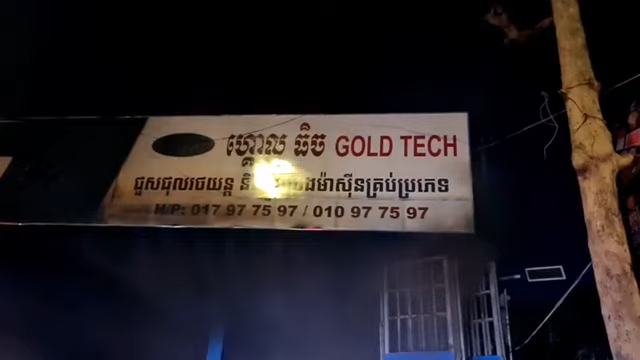 ហ្គោល ធិច GOLD TECH
ជួសជុលរថយន្ត និ ម៉ាស៊ីនគ្រប់ប្រភេទ
H/P: 017 97 75 97 / 010 97 75 97